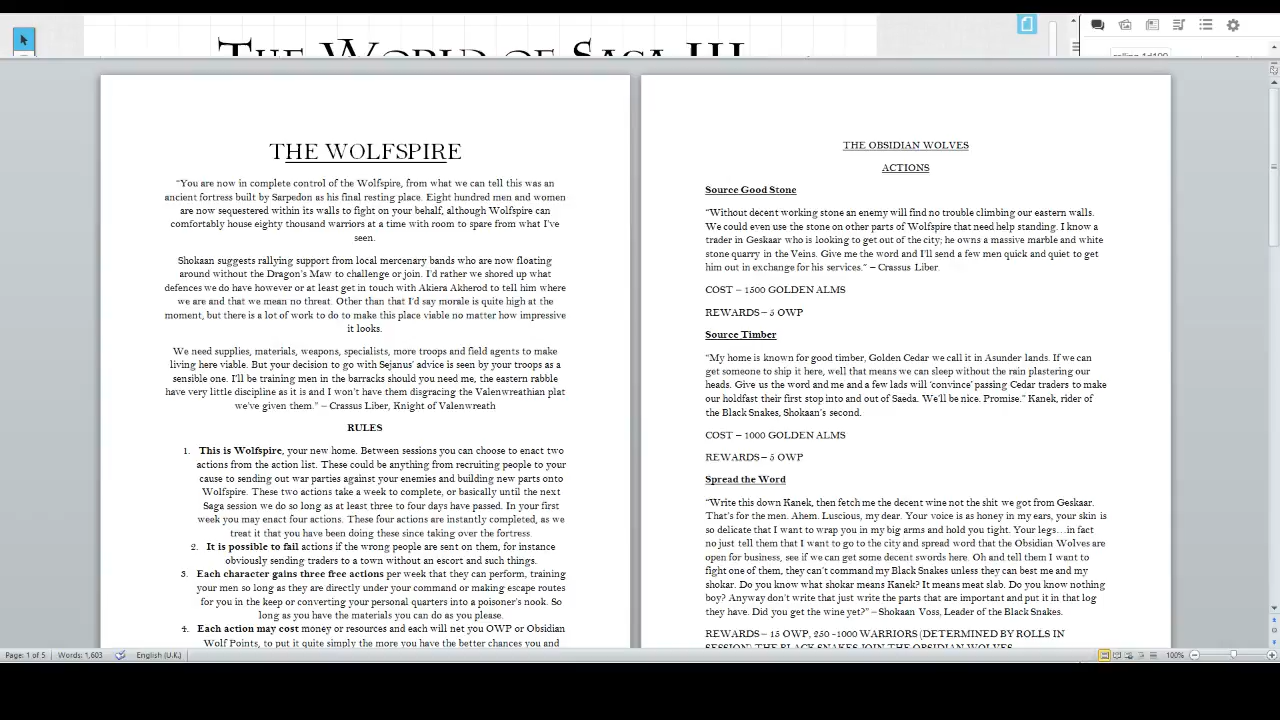 THE WORLD OF SAGA III
rolling 1d100
THE WOLFSPIRE
“You are now in complete control of the Wolfspire, from what we can tell this was an
ancient fortress built by Sarpedon as his final resting place. Eight hundred men and women
are now sequestered within its walls to fight on your behalf, although Wolfspire can
comfortably house eighty thousand warriors at a time with room to spare from what I’ve
seen.
Shokaan suggests rallying support from local mercenary bands who are now floating
around without the Dragon’s Maw to challenge or join. I’d rather we shored up what
defences we do have however or at least get in touch with Akiera Akherod to tell him where
we are and that we mean no threat. Other than that I’d say morale is quite high at the
moment, but there is a lot of work to do to make this place viable no matter how impressive
it looks.
We need supplies, materials, weapons, specialists, more troops and field agents to make
living here viable. But your decision to go with Sejanus’ advice is seen by your troops as a
sensible one. I’ll be training men in the barracks should you need me, the eastern rabble
have very little discipline as it is and I won’t have them disgracing the Valenwreathian plat
we’ve given them.” – Crassus Liber, Knight of Valenwreath
RULES
1. This is Wolfspire, your new home. Between sessions you can choose to enact two
actions from the action list. These could be anything from recruiting people to your
cause to sending out war parties against your enemies and building new parts onto
Wolfspire. These two actions take a week to complete, or basically until the next
Saga session we do so long as at least three to four days have passed. In your first
week you may enact four actions. These four actions are instantly completed, as we
treat it that you have been doing these since taking over the fortress.
2. It is possible to fail actions if the wrong people are sent on them, for instance
obviously sending traders to a town without an escort and such things.
3. Each character gains three free actions per week that they can perform, training
your men so long as they are directly under your command or making escape routes
for you in the keep or converting your personal quarters into a poisoner’s nook. So
long as you have the materials you can do as you please.
4. Each action may cost money or resources and each will net you OWP or Obsidian
Wolf Points, to put it quite simply the more you have the better chances you and
THE OBSIDIAN WOLVES
ACTIONS
Source Good Stone
“Without decent working stone an enemy will find no trouble climbing our eastern walls.
We could even use the stone on other parts of Wolfspire that need help standing. I know a
trader in Geskaar who is looking to get out of the city; he owns a massive marble and white
stone quarry in the Veins. Give me the word and I’ll send a few men quick and quiet to get
him out in exchange for his services.” – Crassus Liber.
COST – 1500 GOLDEN ALMS
REWARDS – 5 OWP
Source Timber
“My home is known for good timber, Golden Cedar we call it in Asunder lands. If we can
get someone to ship it here, well that means we can sleep without the rain plastering our
heads. Give us the word and me and a few lads will ‘convince’ passing Cedar traders to make
our holdfast their first stop into and out of Saeda. We’ll be nice. Promise.” Kanek, rider of
the Black Snakes, Shokaan’s second.
COST – 1000 GOLDEN ALMS
REWARDS – 5 OWP
Spread the Word
“Write this down Kanek, then fetch me the decent wine not the shit we got from Geskaar.
That’s for the men. Ahem. Luscious, my dear. Your voice is as honey in my ears, your skin is
so delicate that I want to wrap you in my big arms and hold you tight. Your legs…in fact
no just tell them that I want to go to the city and spread word that the Obsidian Wolves are
open for business, see if we can get some decent swords here. Oh and tell them I want to
fight one of them, they can’t command my Black Snakes unless they can best me and my
shokar. Do you know what shokar means Kanek? It means meat slab. Do you know nothing
boy? Anyway don’t write that just write the parts that are important and put it in that log
they have. Did you get the wine yet?” – Shokaan Voss, Leader of the Black Snakes.
REWARDS – 15 OWP, 250 -1000 WARRIORS (DETERMINED BY ROLLS IN
SESSION) THE BLACK SNAKES JOIN THE OBSIDIAN WOLVES
Page: 1 of 5 Words: 1,603 English (U.K.) 100%